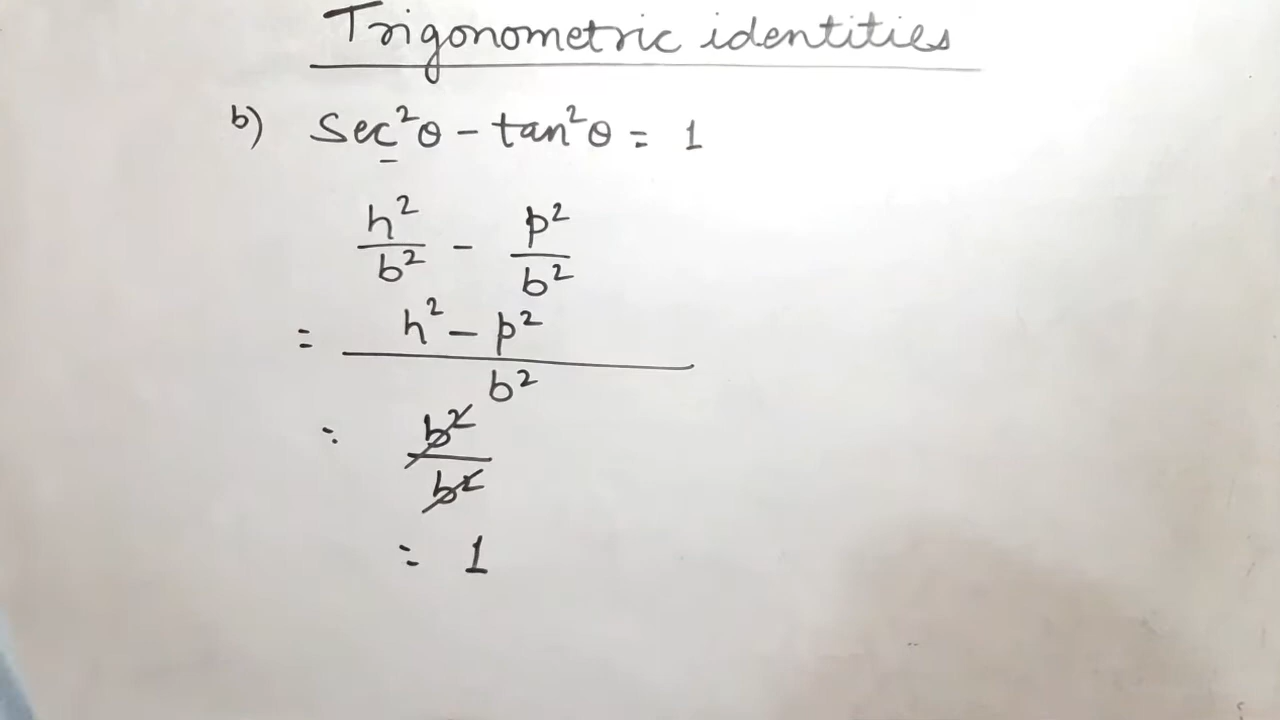 Trigonometric identities
b) Sec²θ - tan²θ = 1
h²/b² - p²/b²
= h² - p² / b²
= b²/b²
= 1